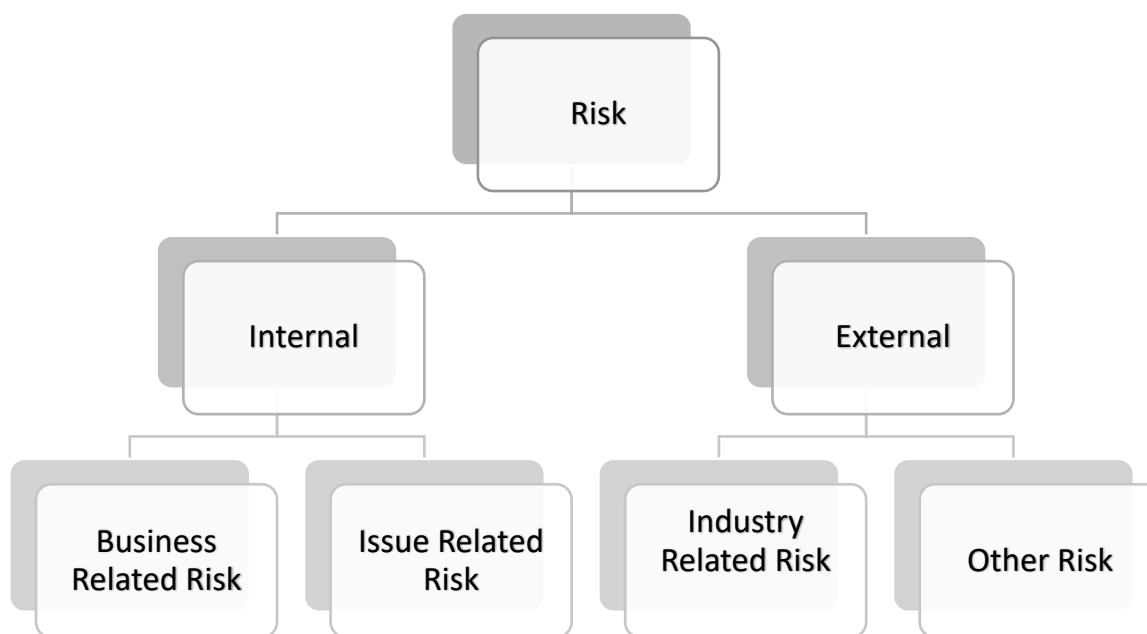 Risk
Internal
External
Business
Related Risk
Issue Related
Risk
Industry
Related Risk
Other Risk